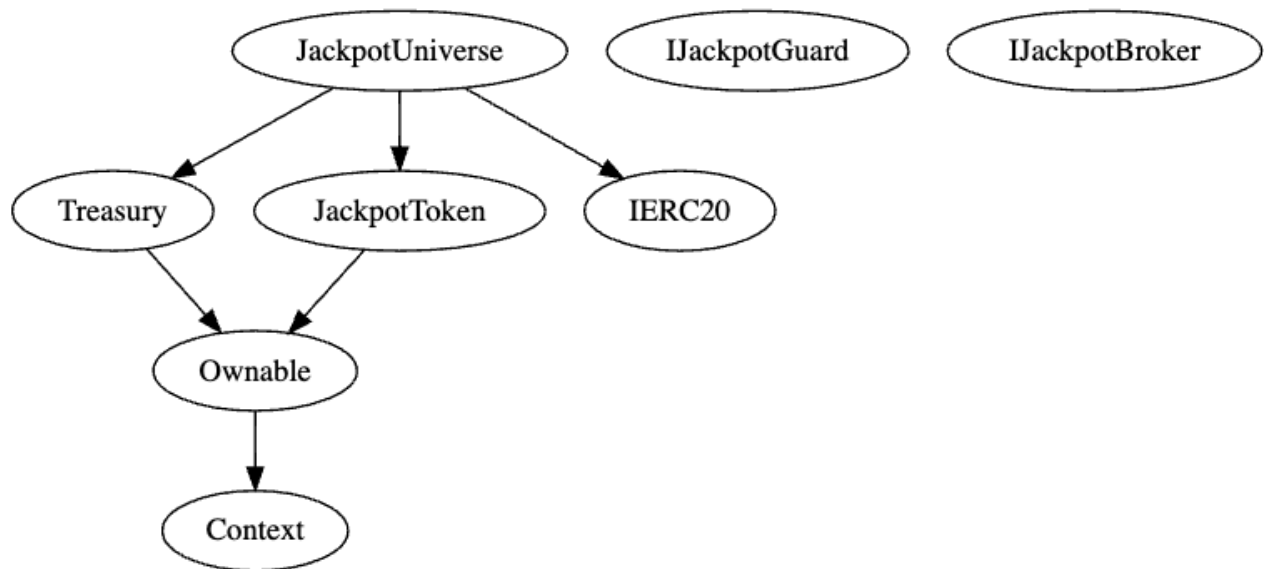 JackpotUniverse
IJackpotGuard
IJackpotBroker
Treasury
JackpotToken
IERC20
Ownable
Context